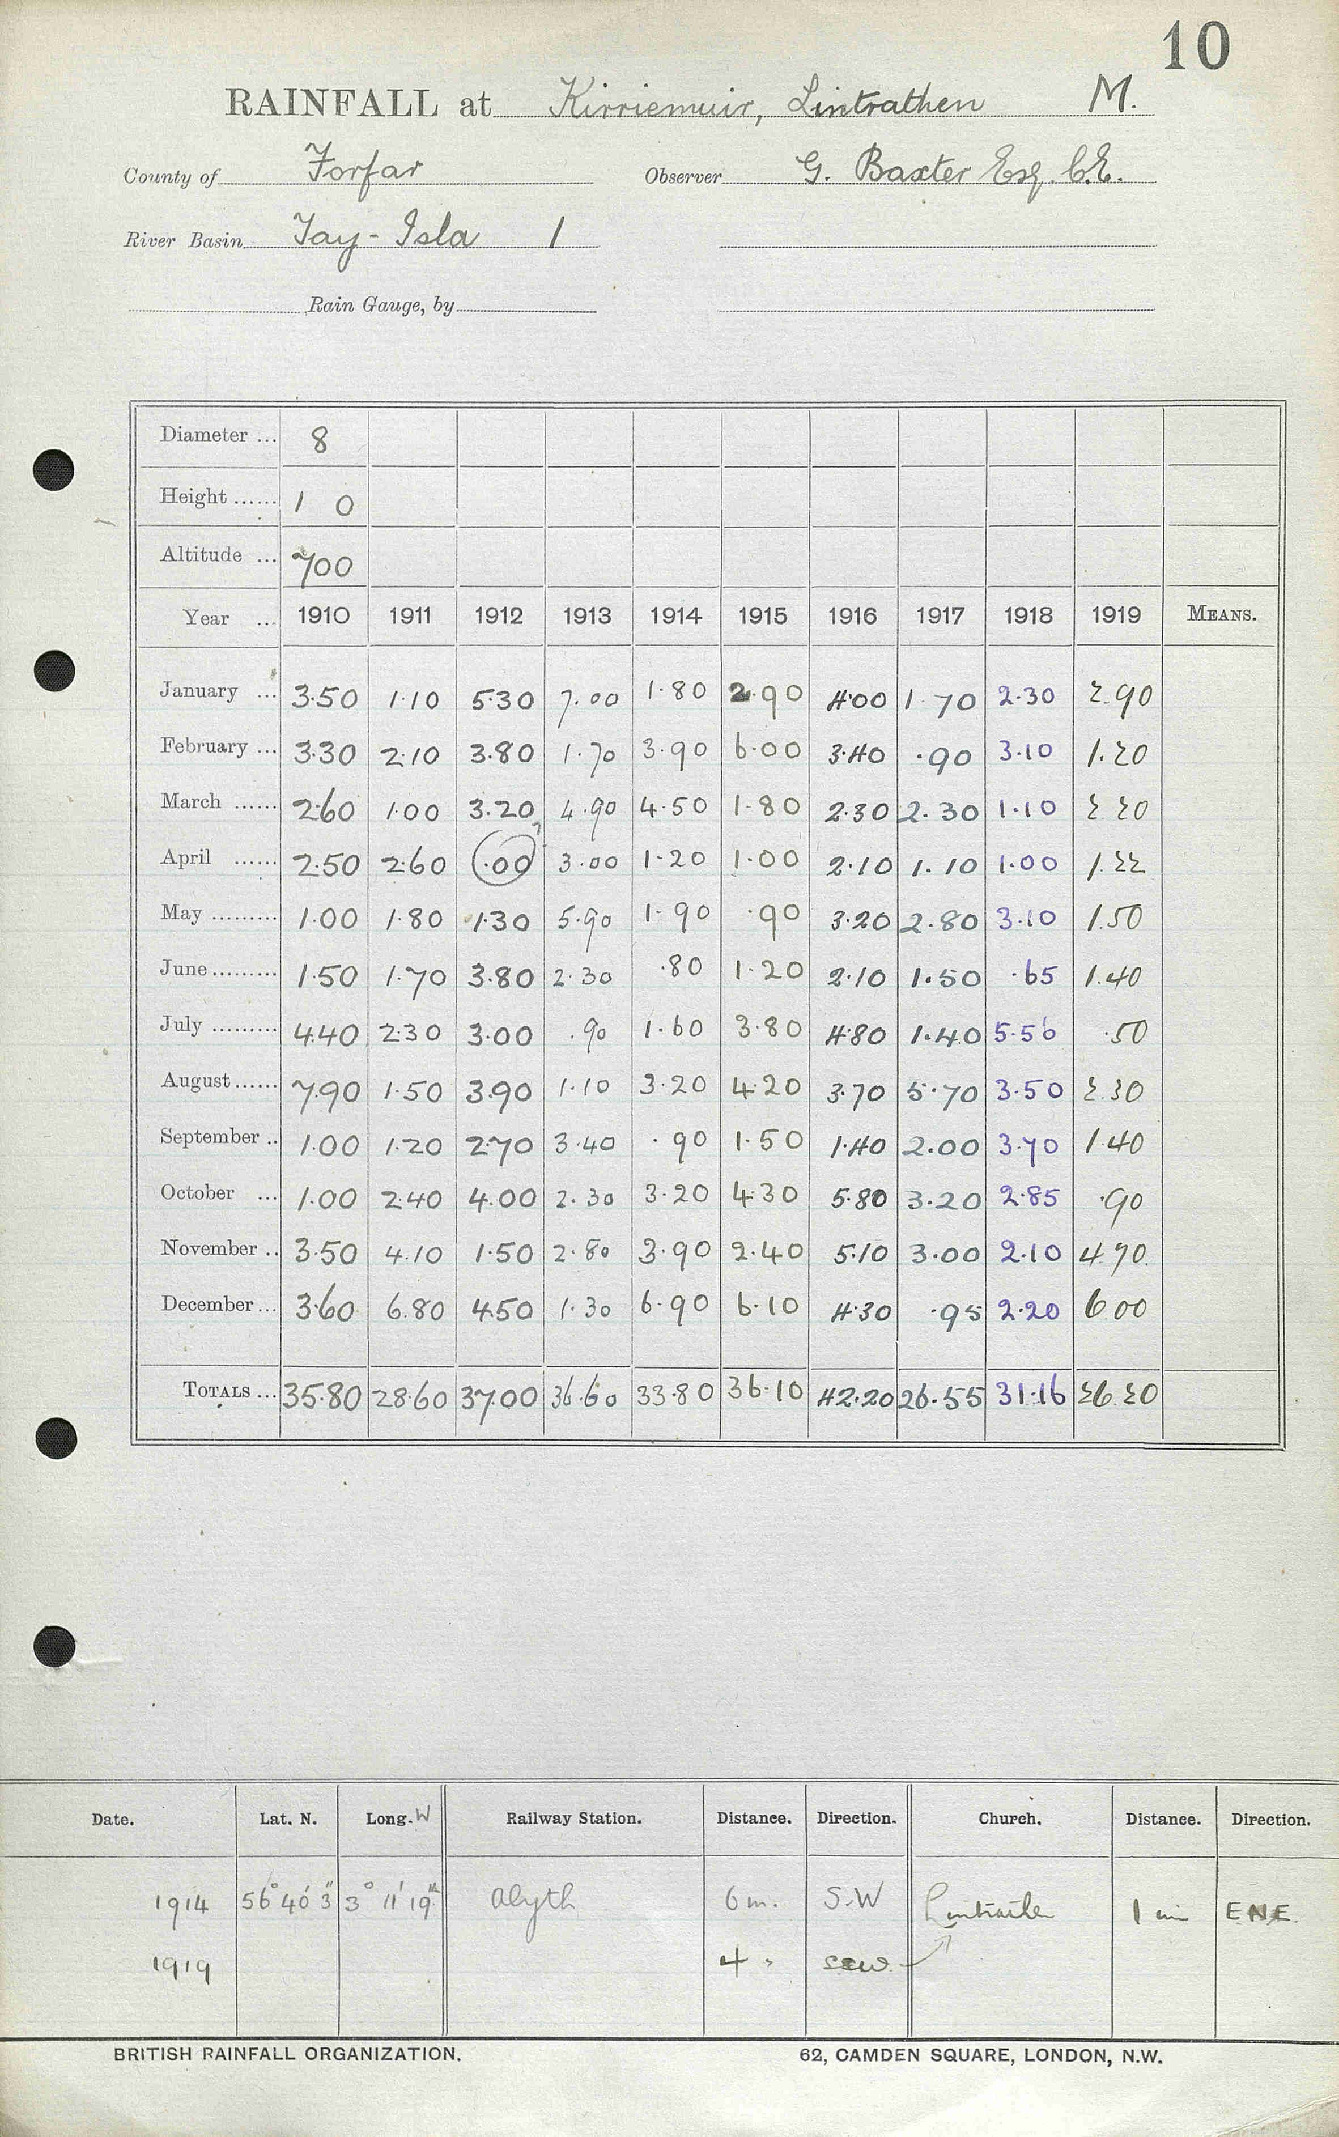 10
RAINFALL at Kirriemuir, Lintrathen M.
County of Forfar Observer G. Baxter Esq. C.E.
River Basin Tay - Isla 1
Rain Gauge, by
Diameter ... 8
Height ...... 1 0
Altitude ... 700
Year ... 1910 1911 1912 1913 1914 1915 1916 1917 1918 1919 MEANS.
January ... 3.50 1.10 5.30 7.00 1.80 2.90 4.00 1.70 2.30 2.90
February ... 3.30 2.10 3.80 1.70 3.90 6.00 3.40 .90 3.10 1.20
March ...... 2.60 1.00 3.20 4.90 4.50 1.80 2.30 2.30 1.10 2 20
April ...... 2.50 2.60 .00 3.00 1.20 1.00 2.10 1.10 1.00 1.22
May ......... 1.00 1.80 1.30 5.90 1.90 .90 3.20 2.80 3.10 1.50
June ......... 1.50 1.70 3.80 2.30 .80 1.20 2.10 1.50 .65 1.40
July ......... 4.40 2.30 3.00 .90 1.60 3.80 4.80 1.40 5.56 .50
August ...... 7.90 1.50 3.90 1.10 3.20 4.20 3.70 5.70 3.50 2.30
September .. 1.00 1.20 2.70 3.40 .90 1.50 1.40 2.00 3.70 1.40
October ... 1.00 2.40 4.00 2.30 3.20 4.30 5.80 3.20 2.85 .90
November .. 3.50 4.10 1.50 2.80 3.90 2.40 5.10 3.00 2.10 4.70
December ... 3.60 6.80 4.50 1.30 6.90 6.10 4.30 .95 2.20 6 00
TOTALS ... 35.80 28.60 37.00 36.60 33.80 36.10 42.20 26.55 31.16 26.20
Date. Lat. N. Long. W Railway Station. Distance. Direction. Church. Distance. Direction.
1914 56° 40' 3" 3° 11' 19" Alyth 6 m. S.W Lintrathen 1 mi ENE.
1919 4 "
BRITISH RAINFALL ORGANIZATION. 62, CAMDEN SQUARE, LONDON, N.W.